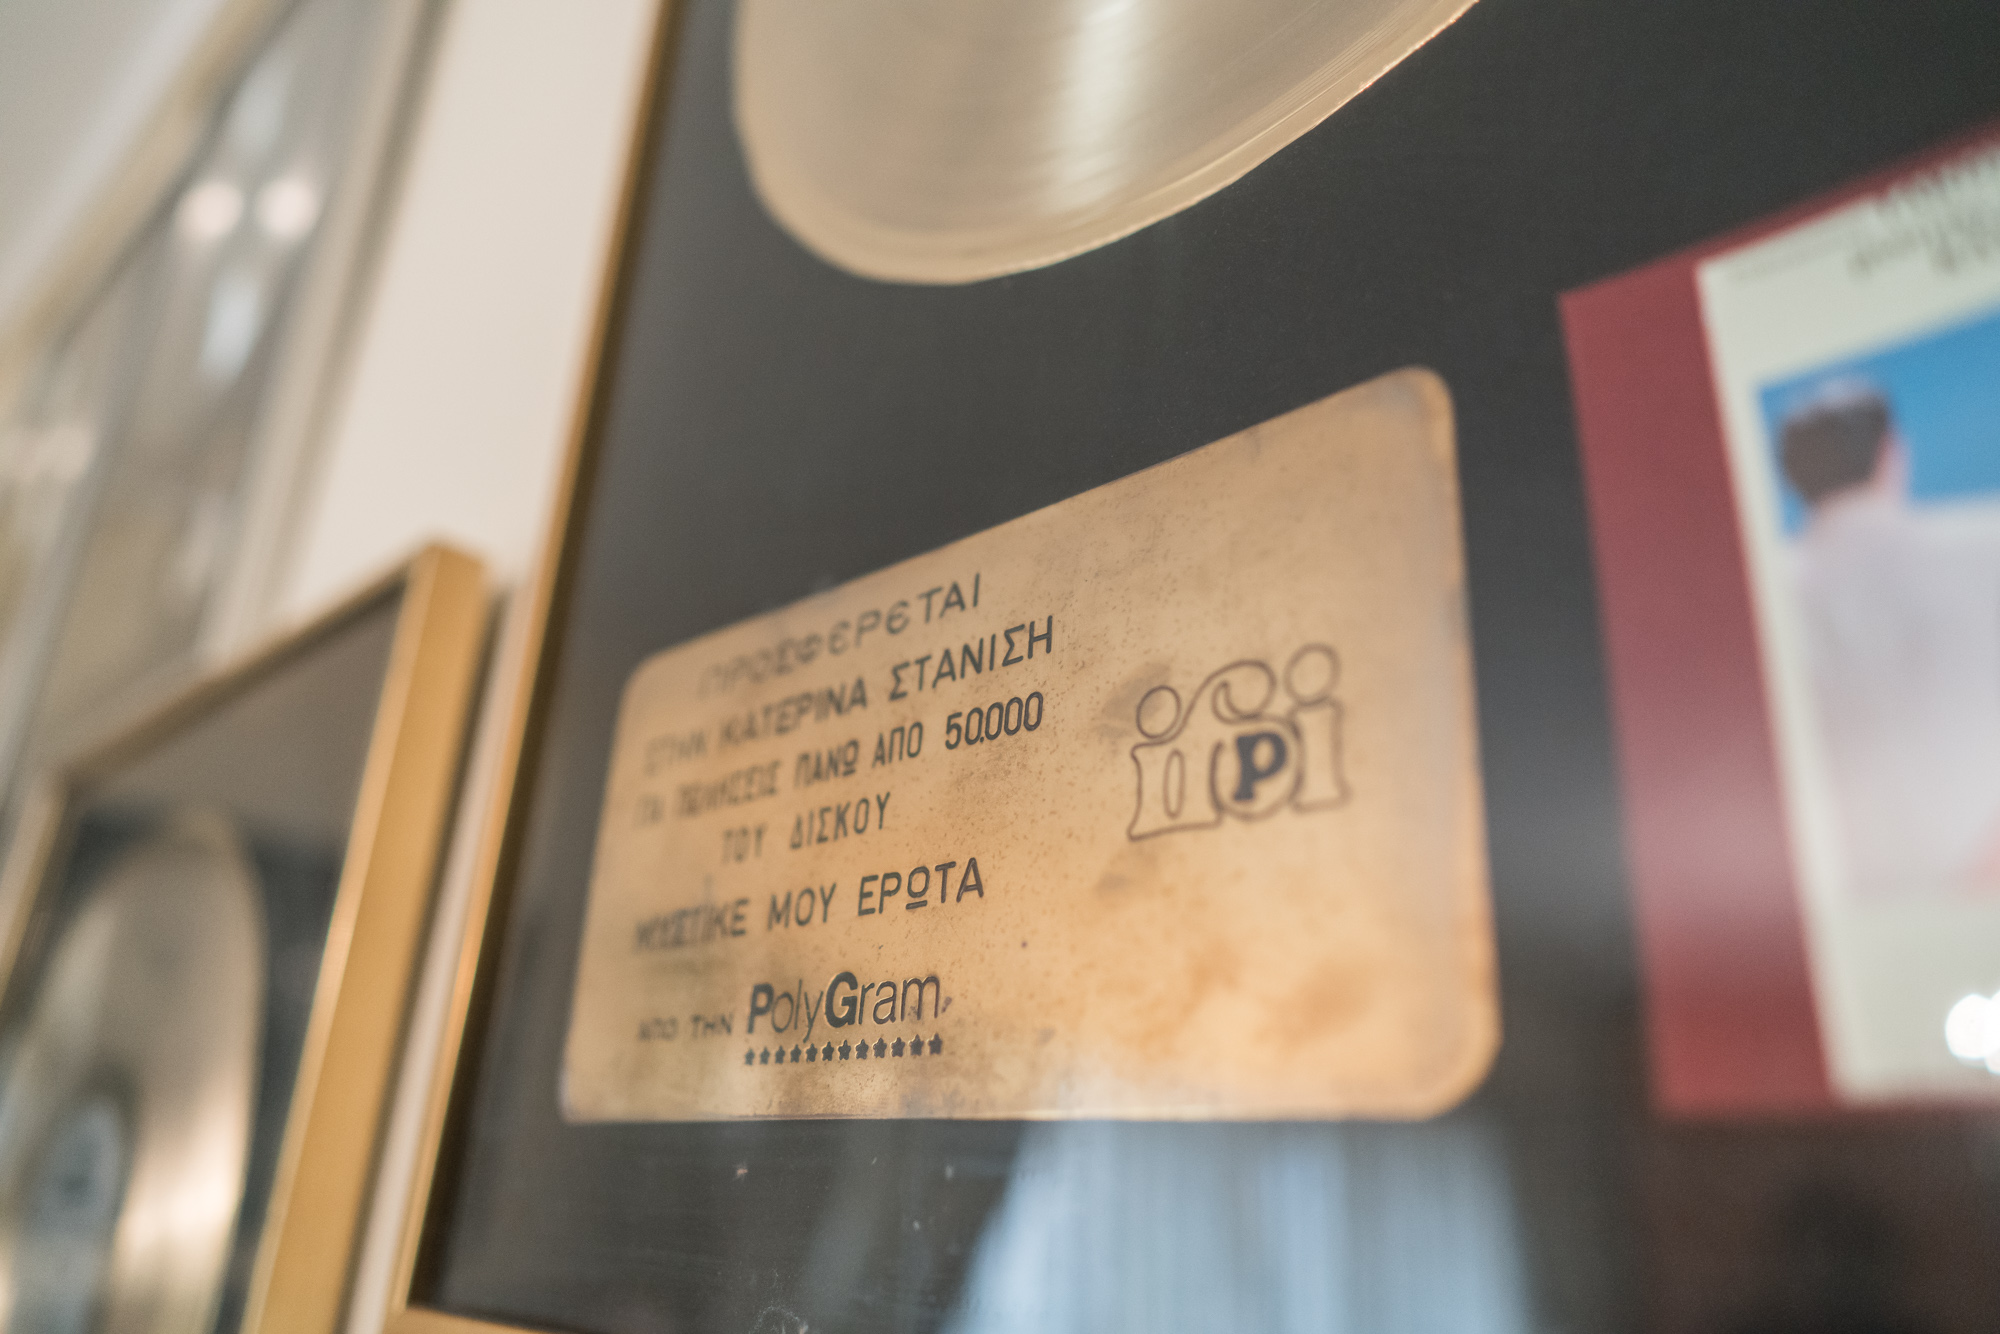 ΠΡΟΣΦΕΡΕΤΑΙ
ΣΤΗΝ ΚΑΤΕΡΙΝΑ ΣΤΑΝΙΣΗ
ΓΙΑ ΠΩΛΗΣΕΙΣ ΠΑΝΩ ΑΠΟ 50.000
ΤΟΥ ΔΙΣΚΟΥ
ΜΥΣΤΙΚΕ ΜΟΥ ΕΡΩΤΑ
ΑΠΟ ΤΗΝ PolyGram
ifpi